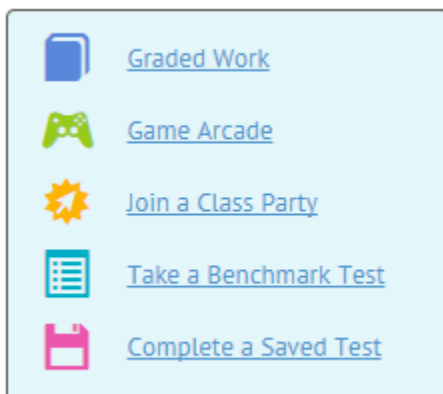 Graded Work
Game Arcade
Join a Class Party
Take a Benchmark Test
Complete a Saved Test